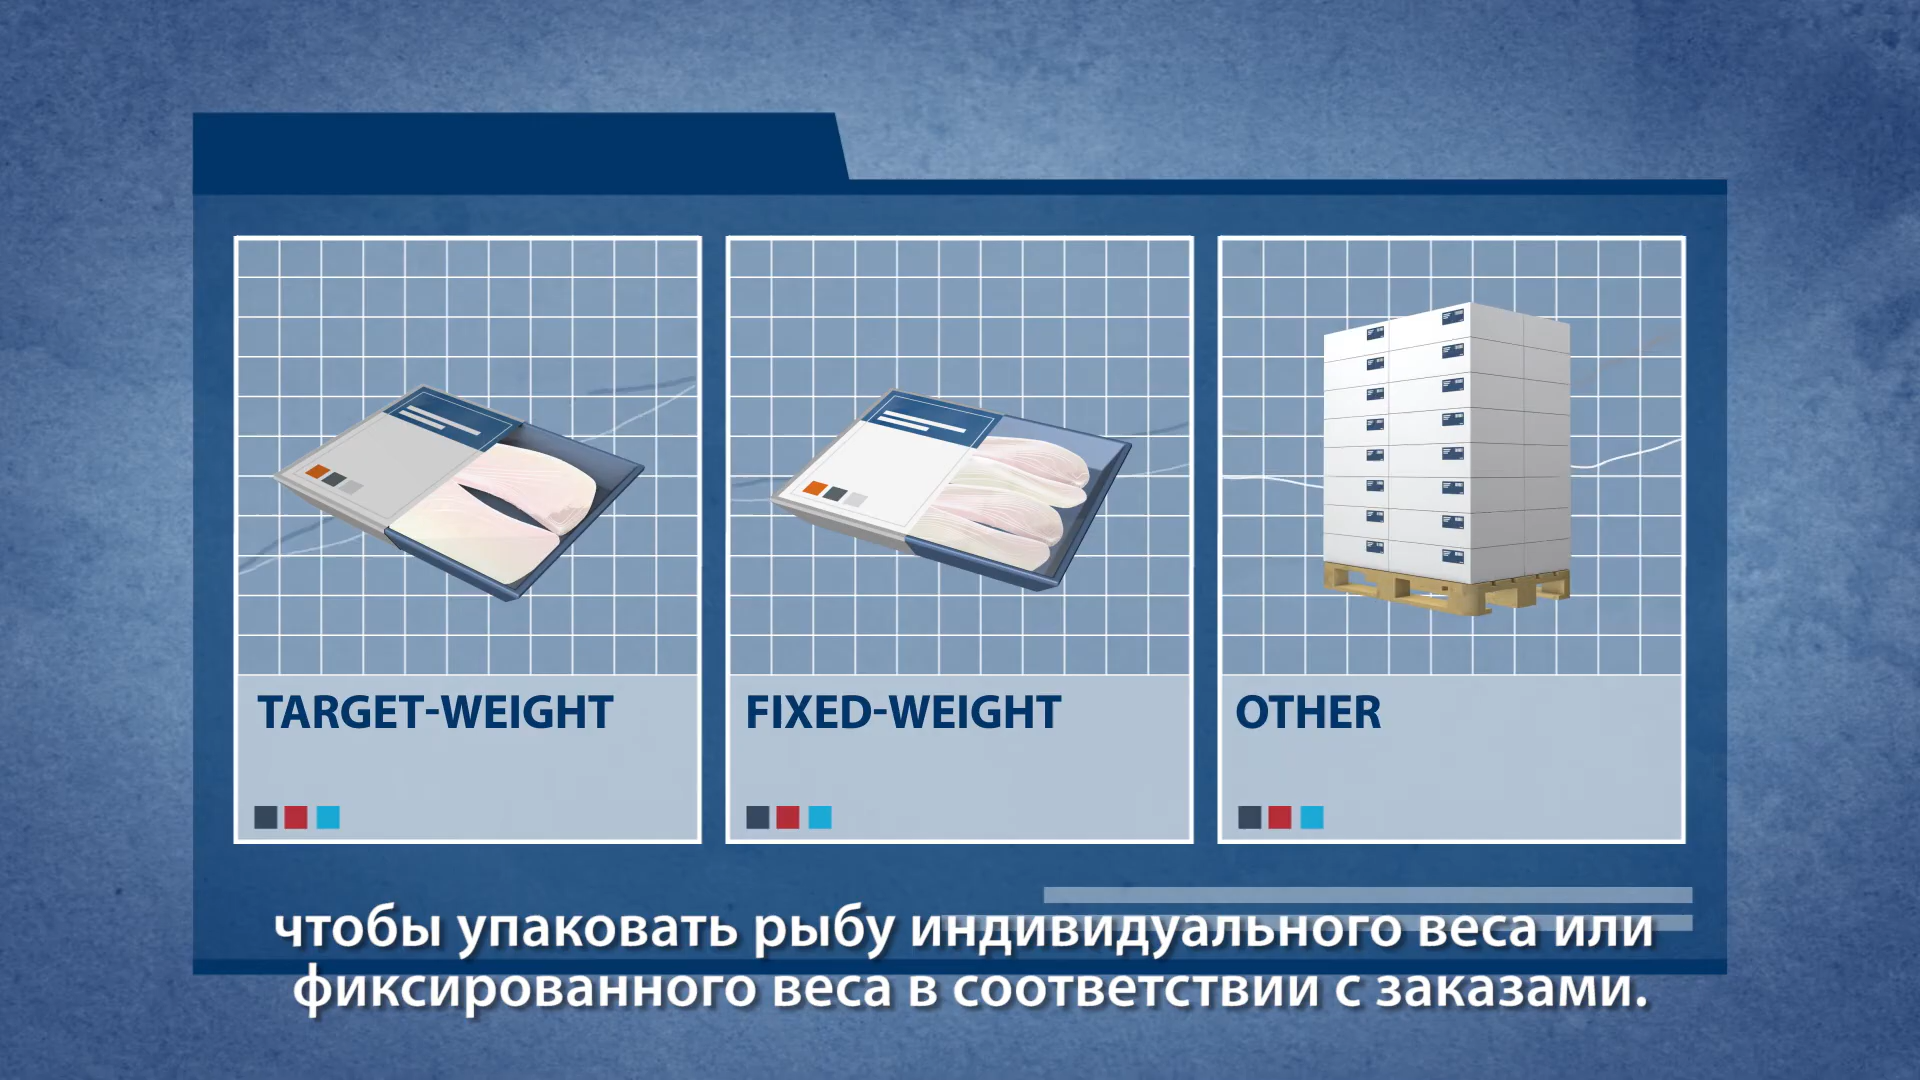 TARGET-WEIGHT
FIXED-WEIGHT
OTHER
чтобы упаковать рыбу индивидуального веса или
фиксированного веса в соответствии с заказами.